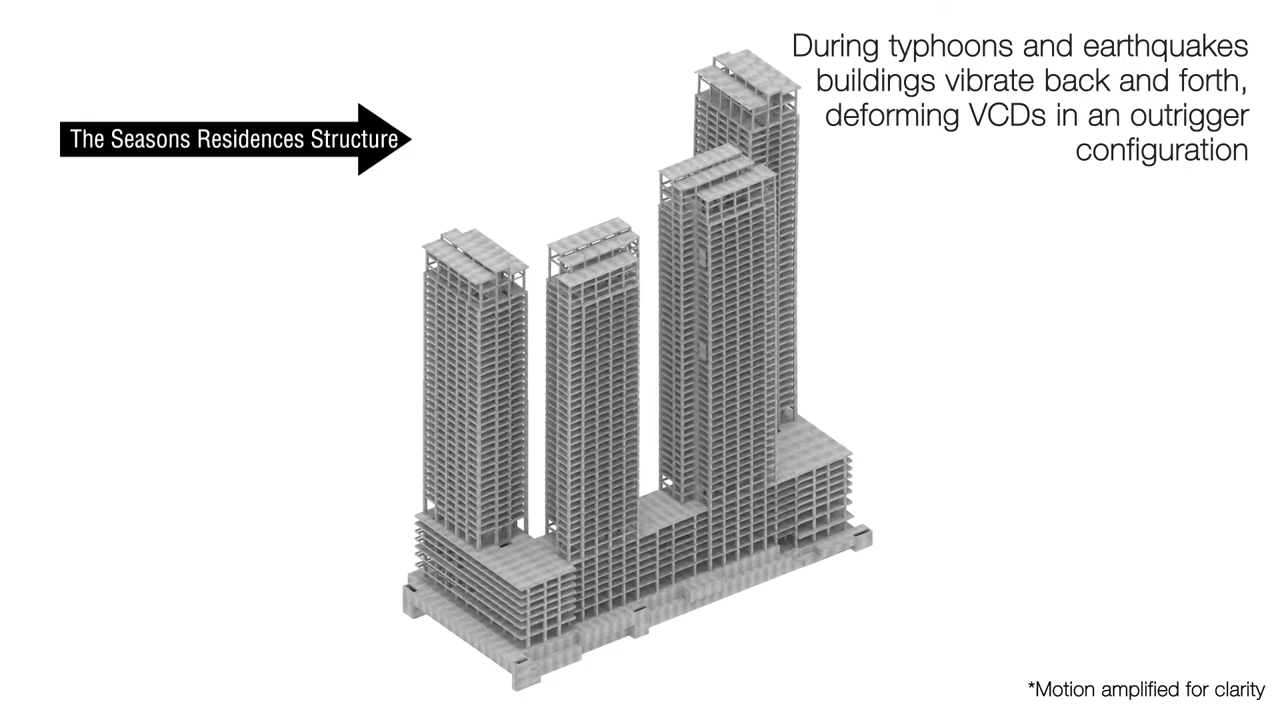 During typhoons and earthquakes
buildings vibrate back and forth,
deforming VCDs in an outrigger
configuration
The Seasons Residences Structure
*Motion amplified for clarity